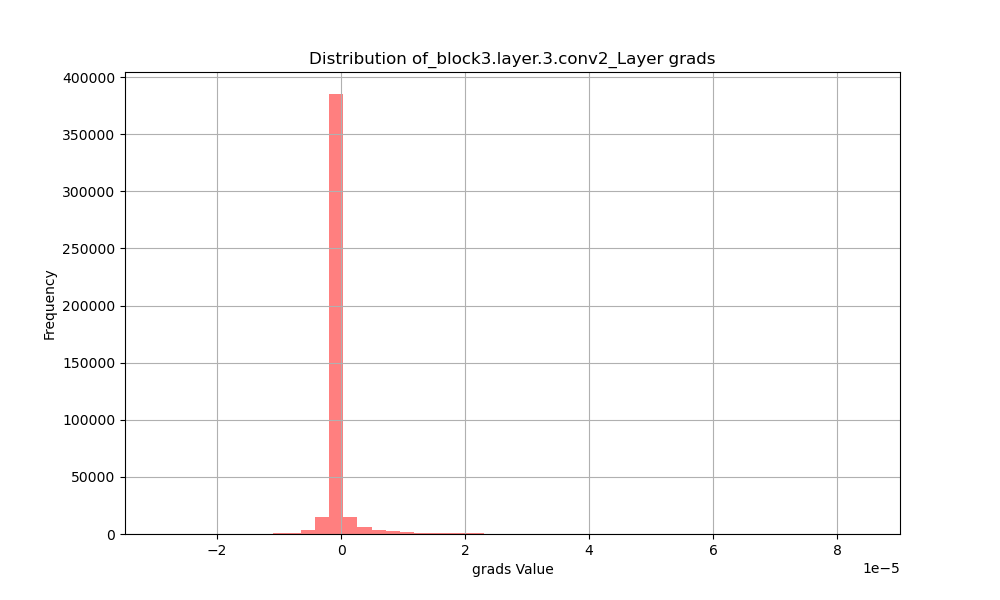 Distribution of_block3.layer.3.conv2_Layer grads
Frequency
400000
350000
300000
250000
200000
150000
100000
50000
0
−2 0 2 4 6 8
1e−5
grads Value